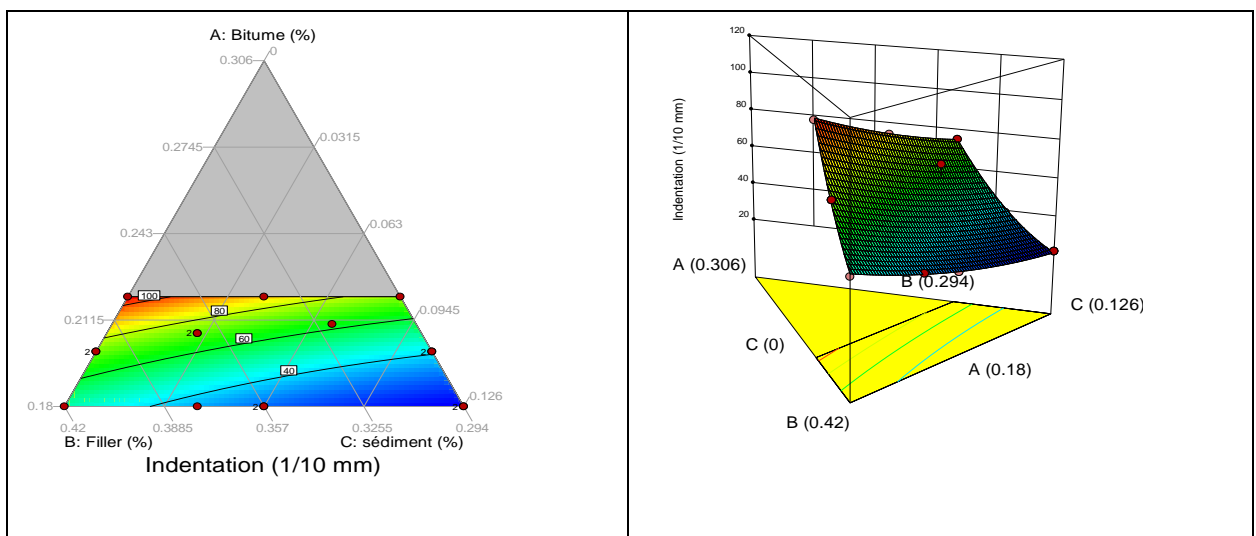 A: Bitume (%)
0
0.306
0.2745
0.0315
0.243
0.063
100
80
0.2115
0.0945
2
60
2
2
40
0.18
2
2
0.126
0.42
0.3885
0.357
0.3255
0.294
B: Filler (%)
C: sédiment (%)
Indentation (1/10 mm)
120
100
80
60
40
20
Indentation (1/10 mm)
A (0.306)
B (0.294)
C (0.126)
C (0)
A (0.18)
B (0.42)